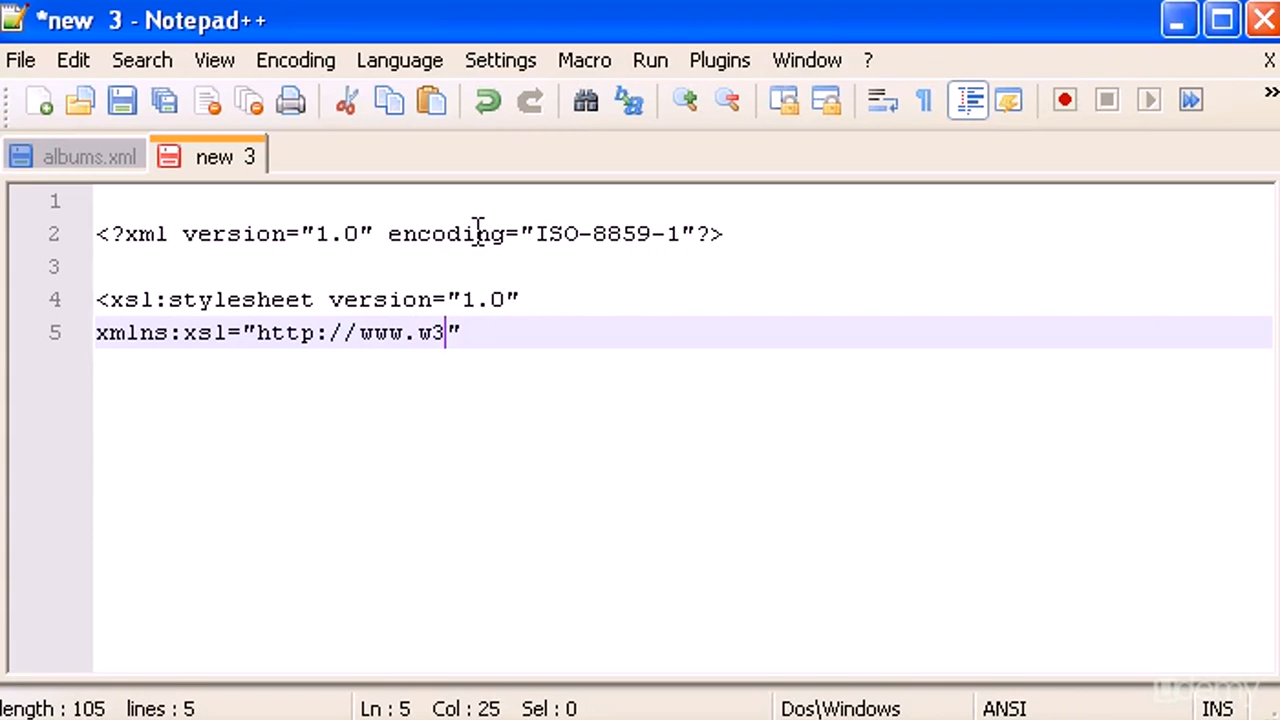 *new 3 - Notepad++
File Edit Search View Encoding Language Settings Macro Run Plugins Window ? X
albums.xml new 3
1
2 <?xml version="1.0" encoding="ISO-8859-1"?>
3
4 <xsl:stylesheet version="1.0"
5 xmlns:xsl="http://www.w3"
length : 105 lines : 5 Ln : 5 Col : 25 Sel : 0 Dos\Windows ANSI INS
udemy